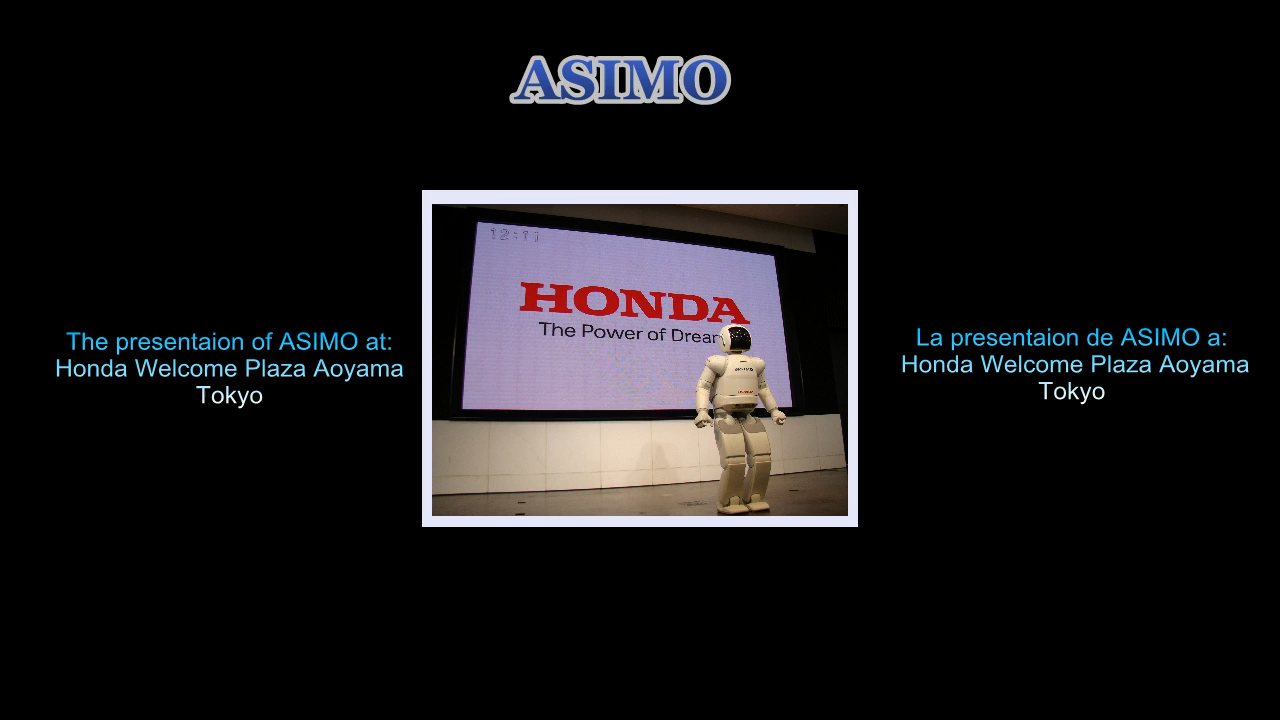 ASIMO
The presentaion of ASIMO at:
Honda Welcome Plaza Aoyama
Tokyo
12:11
HONDA
The Power of Dream
La presentaion de ASIMO a:
Honda Welcome Plaza Aoyama
Tokyo